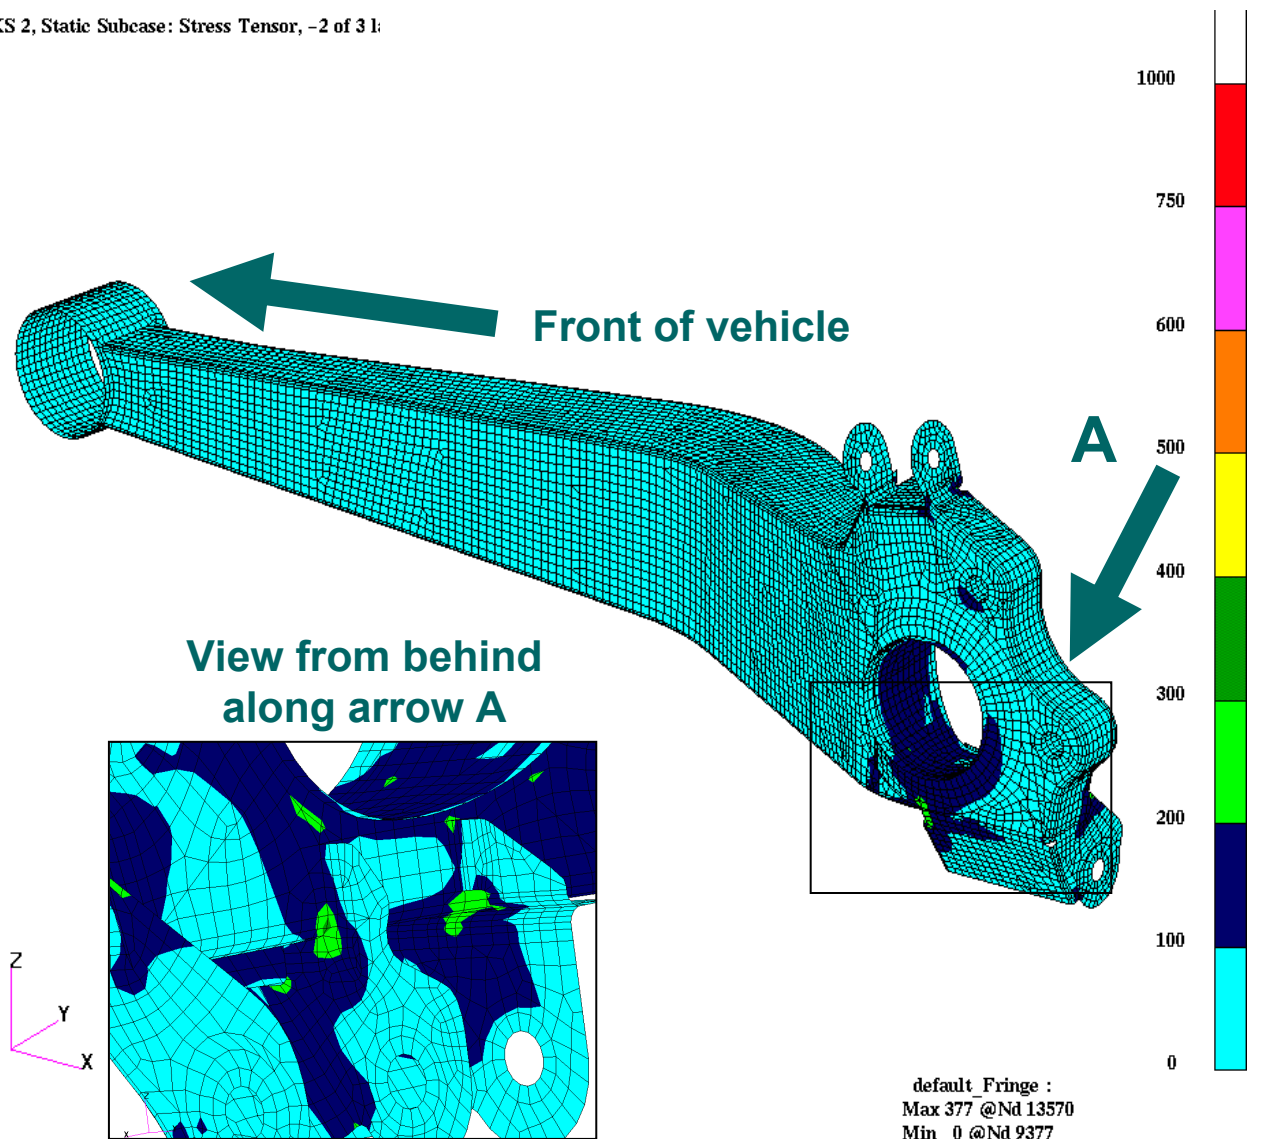 KS 2, Static Subcase: Stress Tensor, -2 of 3
1000
750
600
500
400
300
200
100
0
Front of vehicle
A
View from behind
along arrow A
Z
Y
X
z
x
default_Fringe :
Max 377 @Nd 13570
Min 0 @Nd 9377